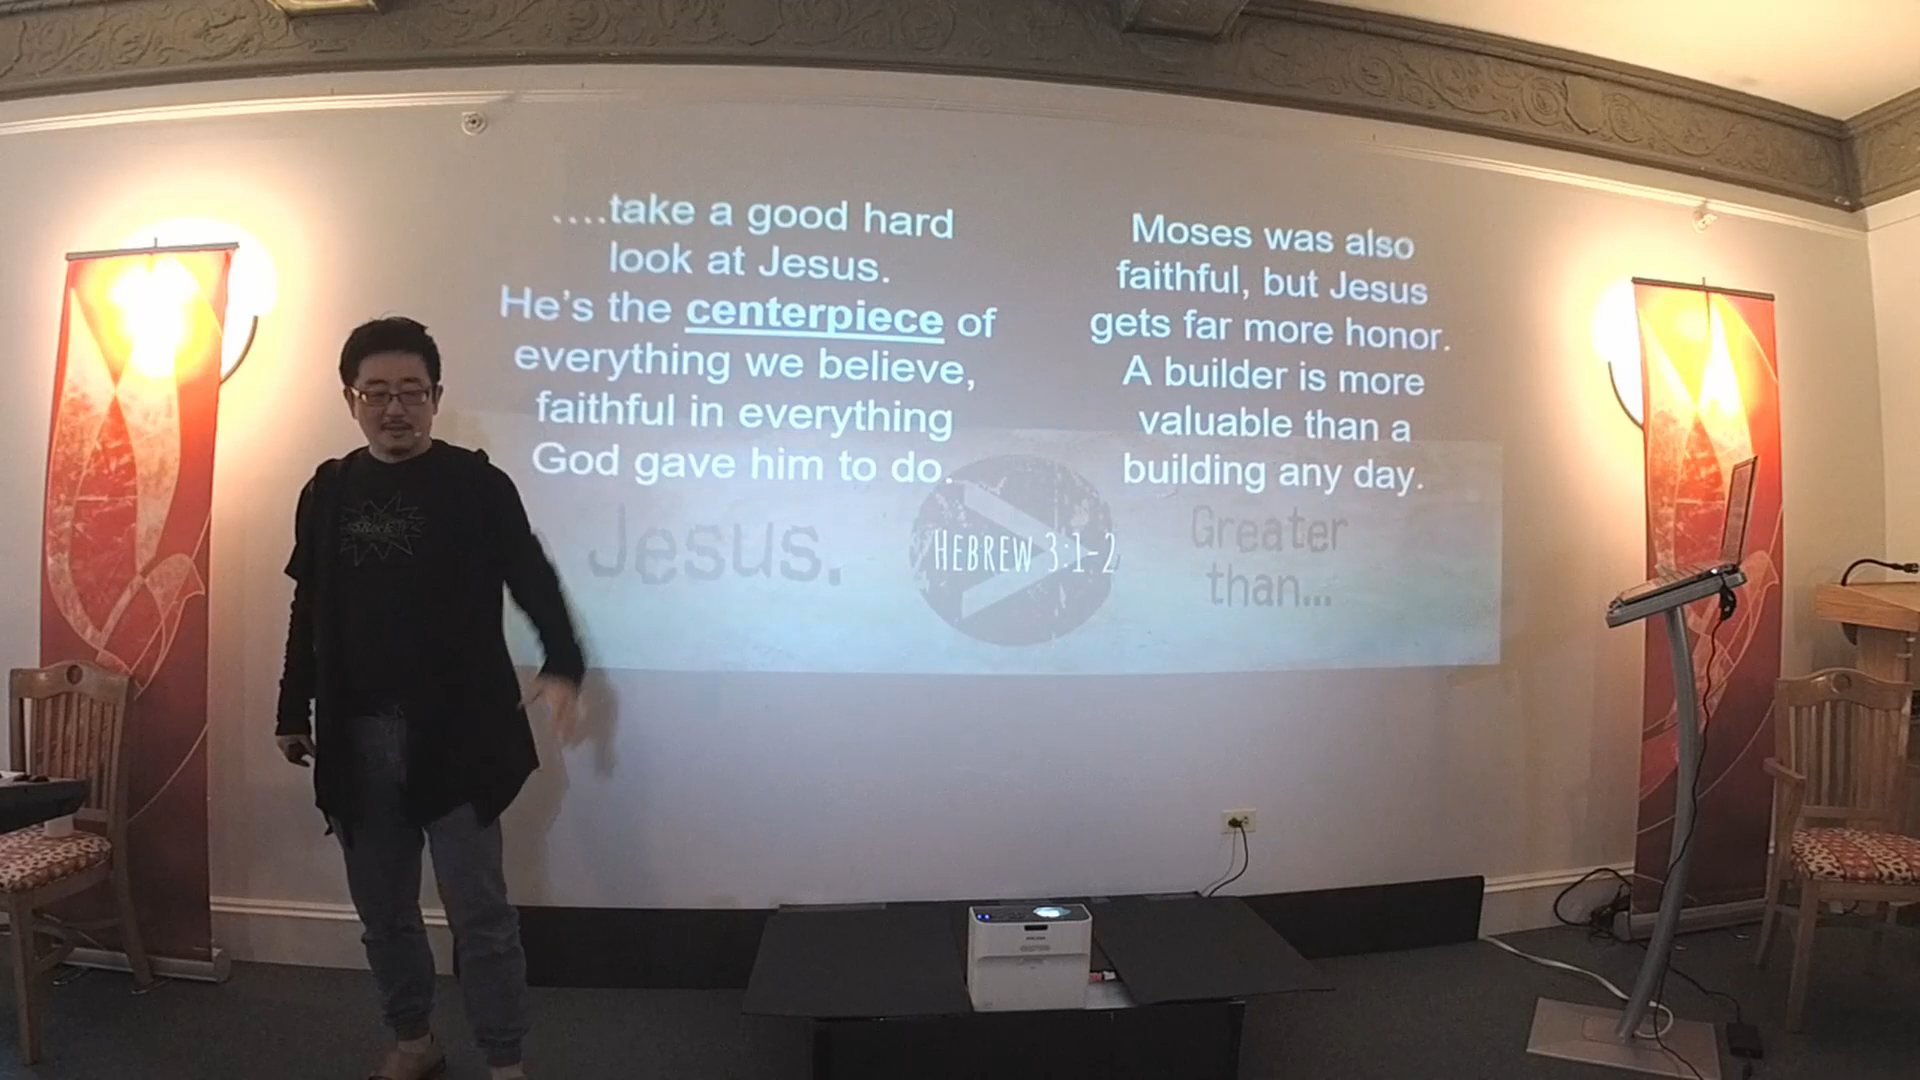 ....take a good hard
look at Jesus.
He's the centerpiece of
everything we believe,
faithful in everything
God gave him to do.
Moses was also
faithful, but Jesus
gets far more honor.
A builder is more
valuable than a
building any day.
Jesus.
>
HEBREW 3:1-2
Greater
than...